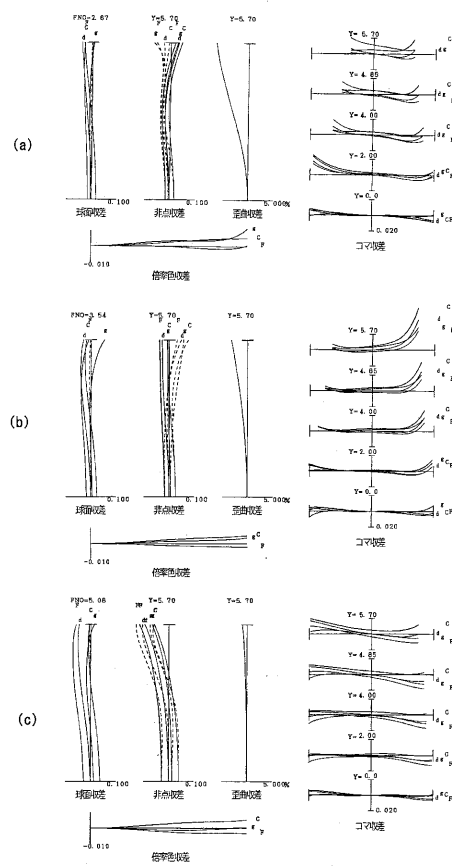 (a)
FNO=2.87
F
C
d
g
0.100
球面収差
Y=5.70
F
F
C
g
C
d
g
d
0.100
非点収差
Y=5.70
5.000%
歪曲収差
g
C
F
-0.010
倍率色収差
Y=5.70
C
d g
F
Y=4.85
C
d g
F
Y=4.00
C
d g
F
Y=2.00
g C
d F
Y=0.0
g
d C F
0.020
コマ収差
(b)
FNO=3.54
F
C
d
g
0.100
球面収差
Y=5.70
F
F
C
C
d
g
d
g
0.100
非点収差
Y=5.70
5.000%
歪曲収差
g C
F
-0.010
倍率色収差
Y=5.70
C
d
g
F
Y=4.85
C
d g
F
Y=4.00
C
d g
F
Y=2.00
g C
d F
Y=0.0
g
d C F
0.020
コマ収差
(c)
FNO=5.06
F
C
d
g
0.100
球面収差
Y=5.70
0.100
非点収差
Y=5.70
5.000%
歪曲収差
C
g
F
-0.010
倍率色収差
Y=5.70
C
d g
F
Y=4.85
C
d g
F
Y=4.00
C
d g
F
Y=2.00
C
d g
F
Y=0.0
g C
d F
0.020
コマ収差